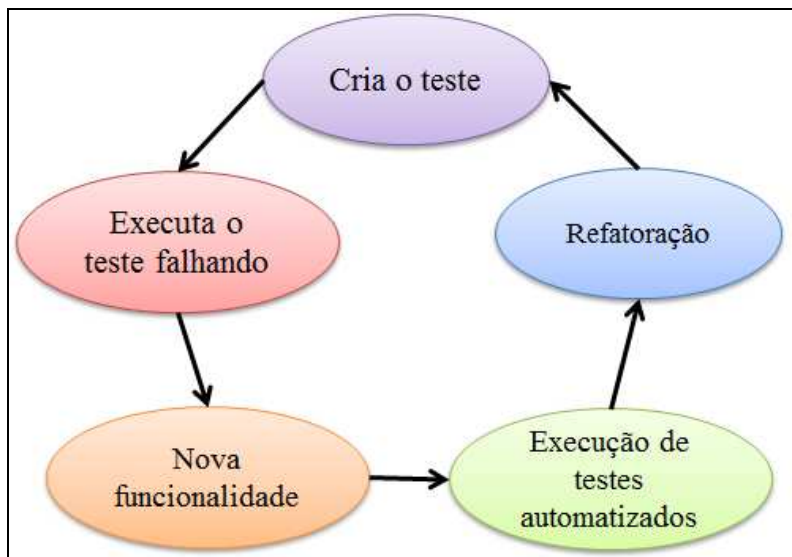 Cria o teste
Executa o
teste falhando
Nova
funcionalidade
Execução de
testes
automatizados
Refatoração